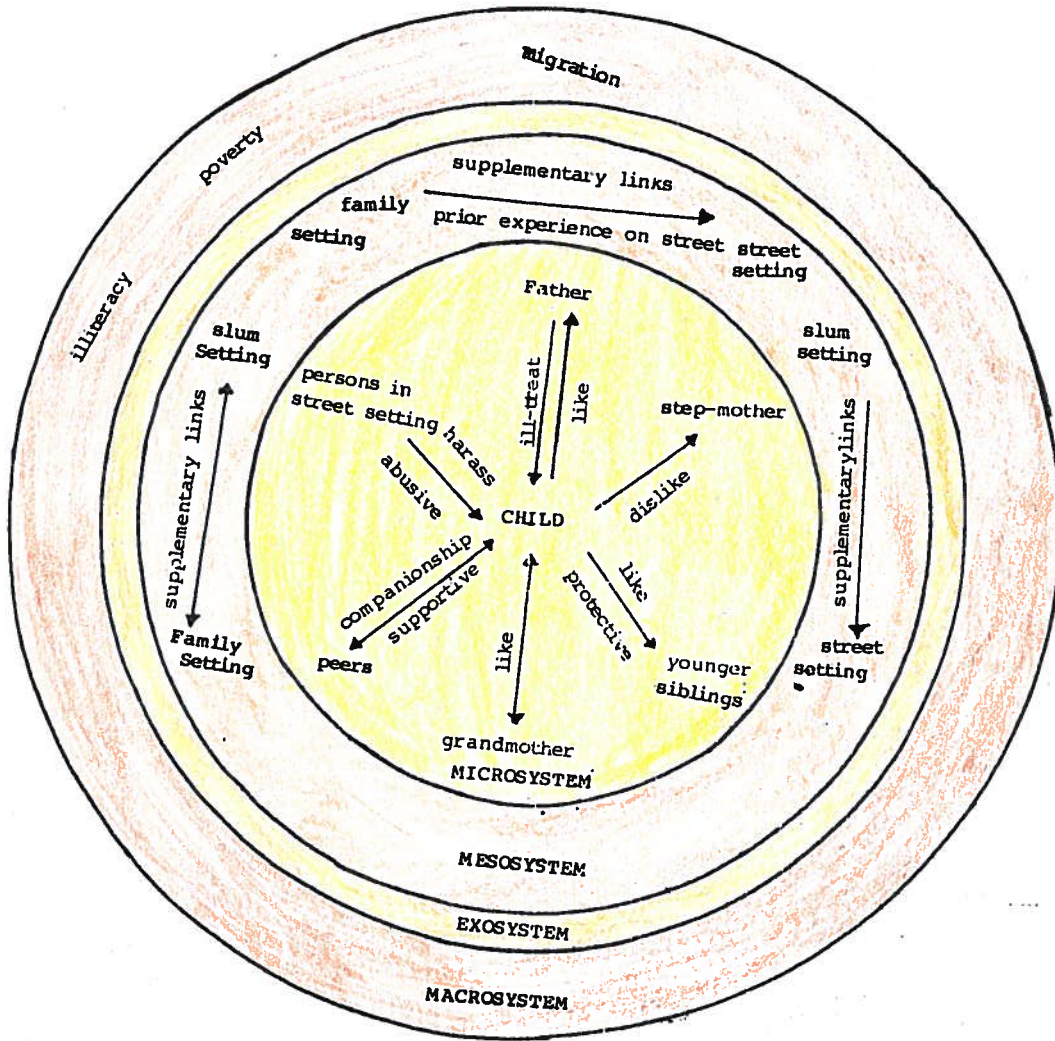 migration
poverty
illiteracy
supplementary links
family
setting
prior experience on street street
setting
slum
Setting
supplementary links
Family
Setting
slum
setting
supplementarylinks
street
setting
Father
ill-treat
like
persons in
street setting
harass
abusive
step-mother
dislike
CHILD
companionship
supportive
peers
like
grandmother
like
protective
younger
siblings
MICROSYSTEM
MESOSYSTEM
EXOSYSTEM
MACROSYSTEM